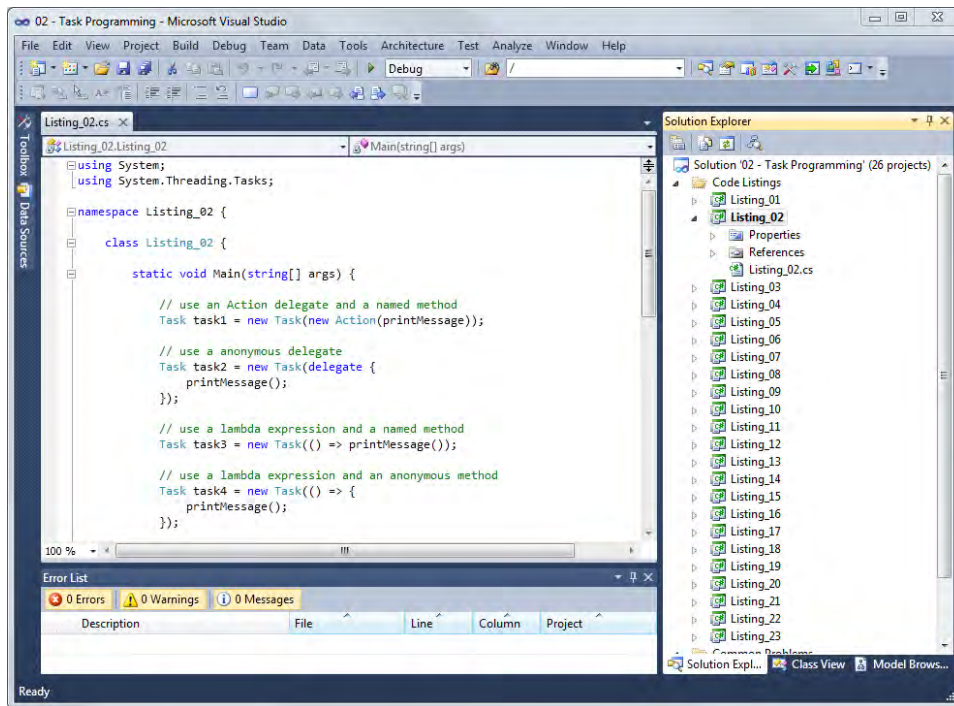 02 - Task Programming - Microsoft Visual Studio
File Edit View Project Build Debug Team Data Tools Architecture Test Analyze Window Help
Debug /
Toolbox
Data Sources
Listing_02.cs
Listing_02.Listing_02 Main(string[] args)
using System;
using System.Threading.Tasks;
namespace Listing_02 {
class Listing_02 {
static void Main(string[] args) {
// use an Action delegate and a named method
Task task1 = new Task(new Action(printMessage));
// use a anonymous delegate
Task task2 = new Task(delegate {
printMessage();
});
// use a lambda expression and a named method
Task task3 = new Task(() => printMessage());
// use a lambda expression and an anonymous method
Task task4 = new Task(() => {
printMessage();
});
100 %
Error List
0 Errors 0 Warnings 0 Messages
Description File Line Column Project
Solution Explorer
Solution '02 - Task Programming' (26 projects)
Code Listings
Listing_01
Listing_02
Properties
References
Listing_02.cs
Listing_03
Listing_04
Listing_05
Listing_06
Listing_07
Listing_08
Listing_09
Listing_10
Listing_11
Listing_12
Listing_13
Listing_14
Listing_15
Listing_16
Listing_17
Listing_18
Listing_19
Listing_20
Listing_21
Listing_22
Listing_23
Common Problems
Solution Expl... Class View Model Brows...
Ready